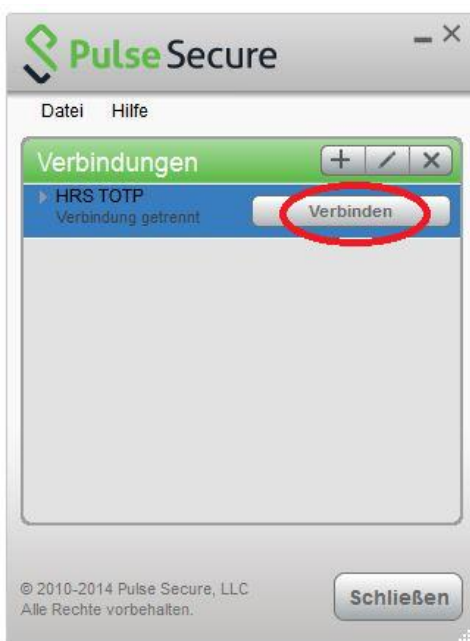 Pulse Secure
Datei Hilfe
Verbindungen
HRS TOTP
Verbindung getrennt
Verbinden
© 2010-2014 Pulse Secure, LLC
Alle Rechte vorbehalten.
Schließen